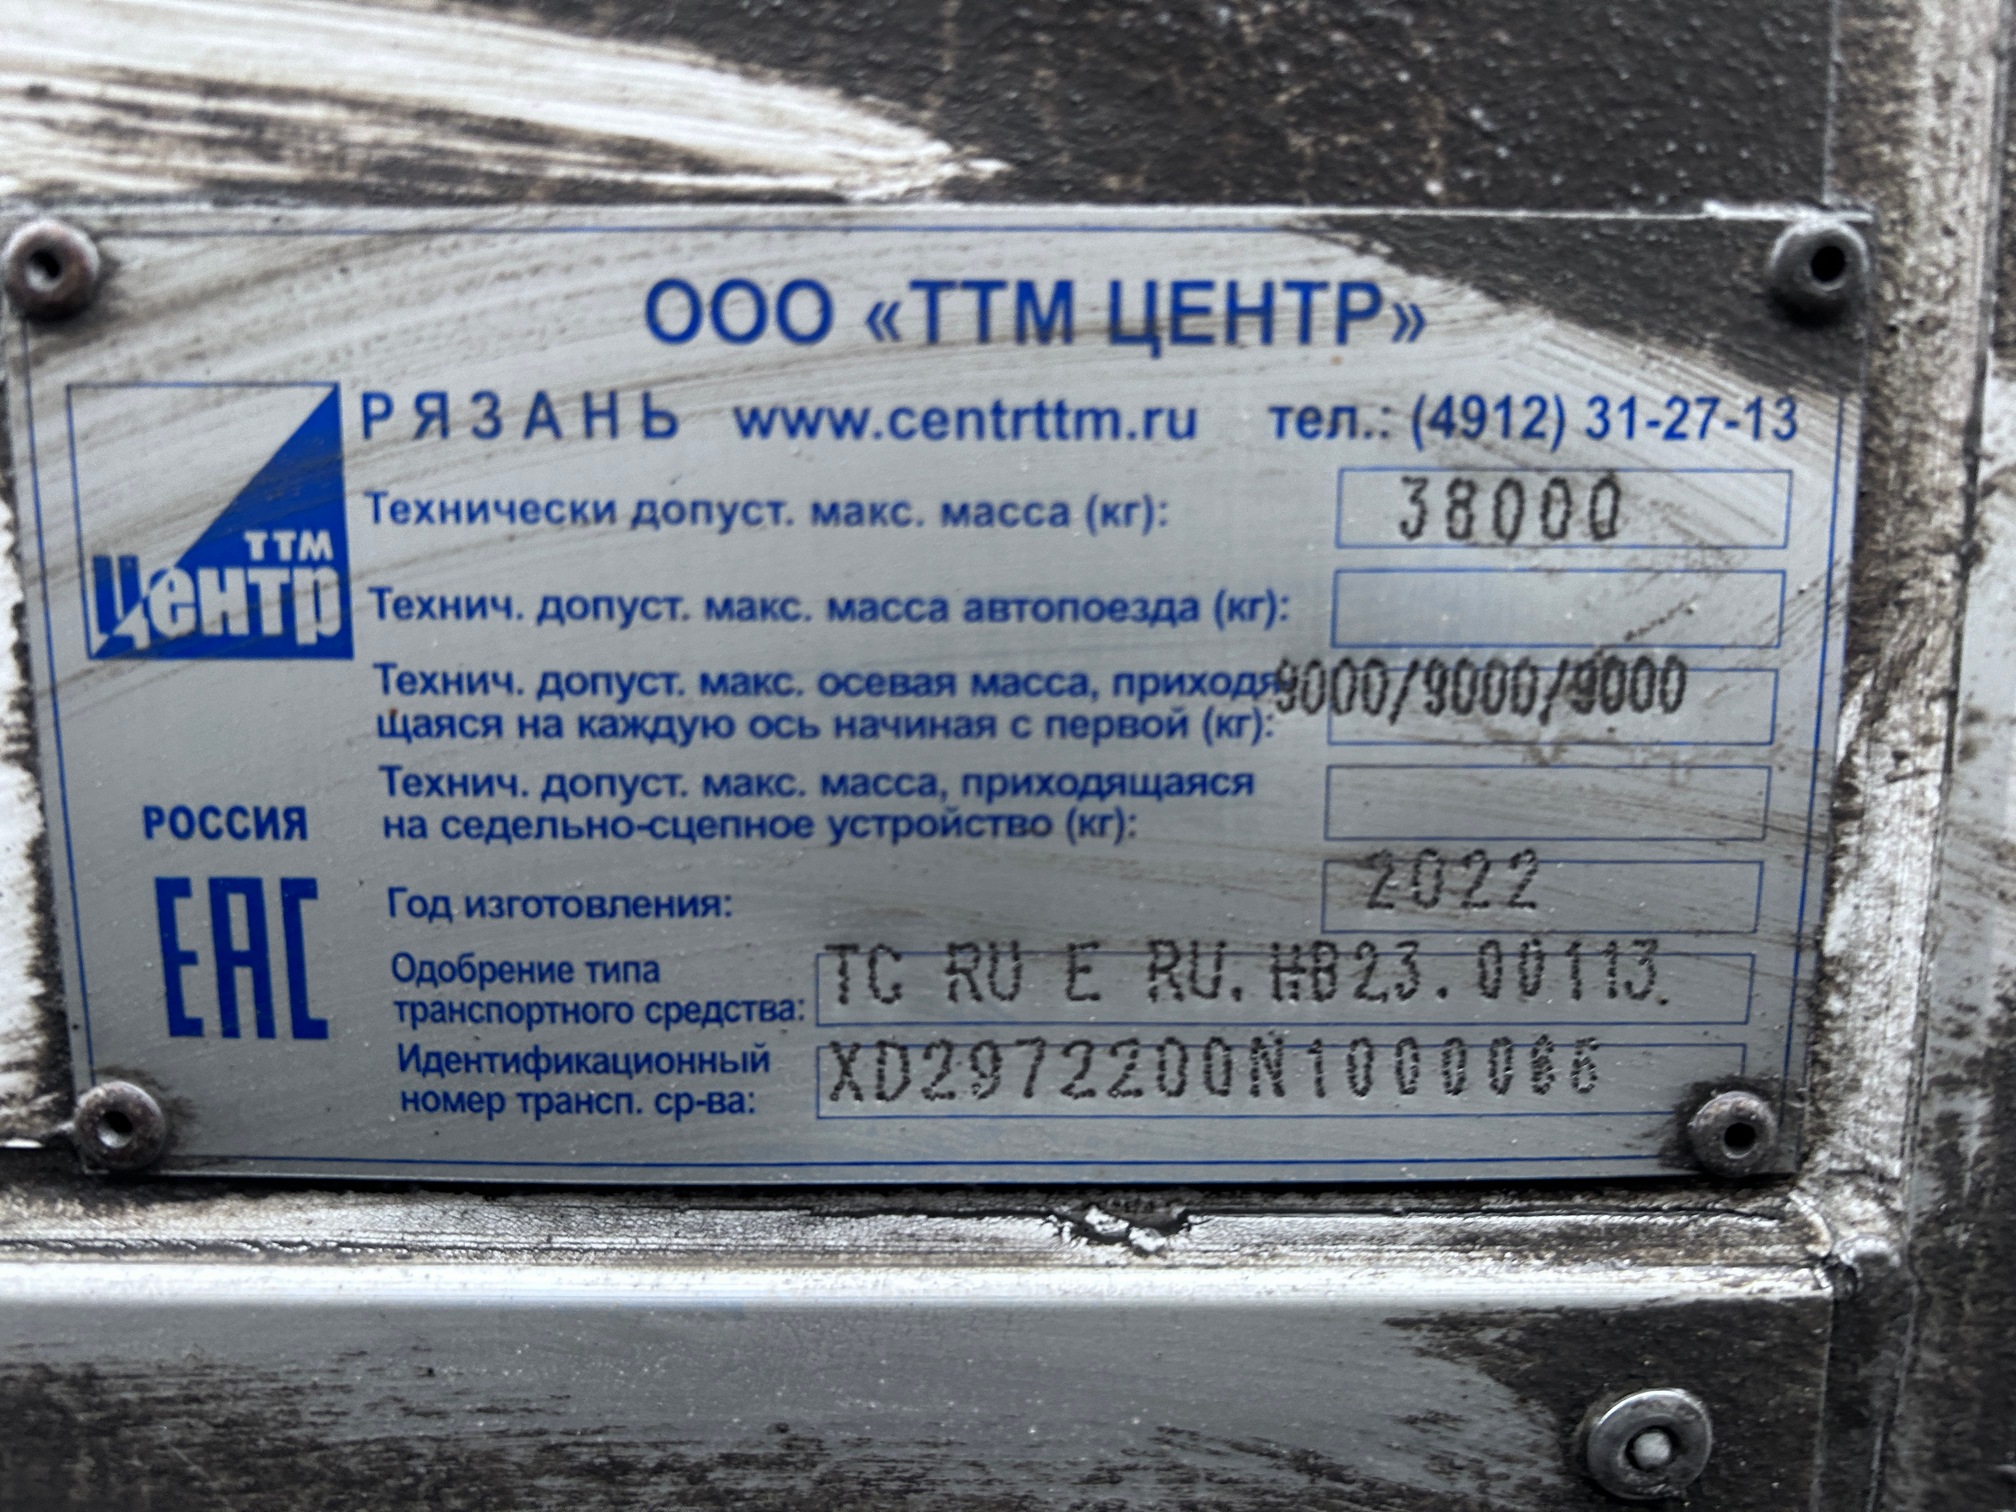 ООО «ТТМ ЦЕНТР»
РЯЗАНЬ www.centrttm.ru тел.: (4912) 31-27-13
ТТМ
Центр
Технически допуст. макс. масса (кг): 38000
Технич. допуст. макс. масса автопоезда (кг):
Технич. допуст. макс. осевая масса, приходя- 9000/9000/9000
щаяся на каждую ось начиная с первой (кг):
Технич. допуст. макс. масса, приходящаяся
на седельно-сцепное устройство (кг):
РОССИЯ
EAC
Год изготовления: 2022
Одобрение типа
транспортного средства: TC RU E RU.HB23.00113.
Идентификационный
номер трансп. ср-ва: